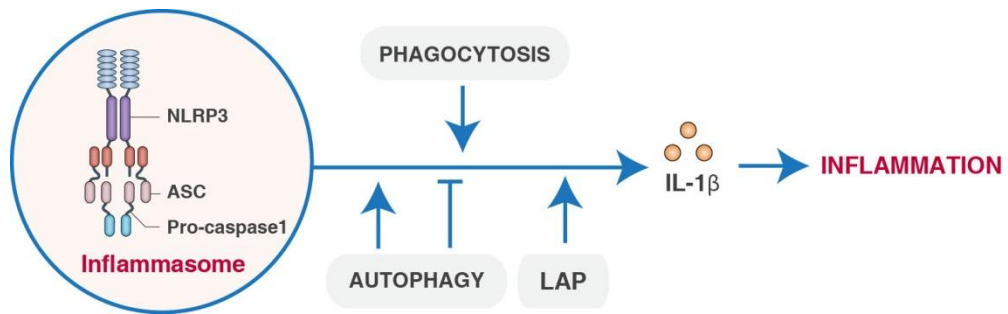 PHAGOCYTOSIS
NLRP3
ASC
Pro-caspase1
Inflammasome
IL-1β
INFLAMMATION
AUTOPHAGY
LAP